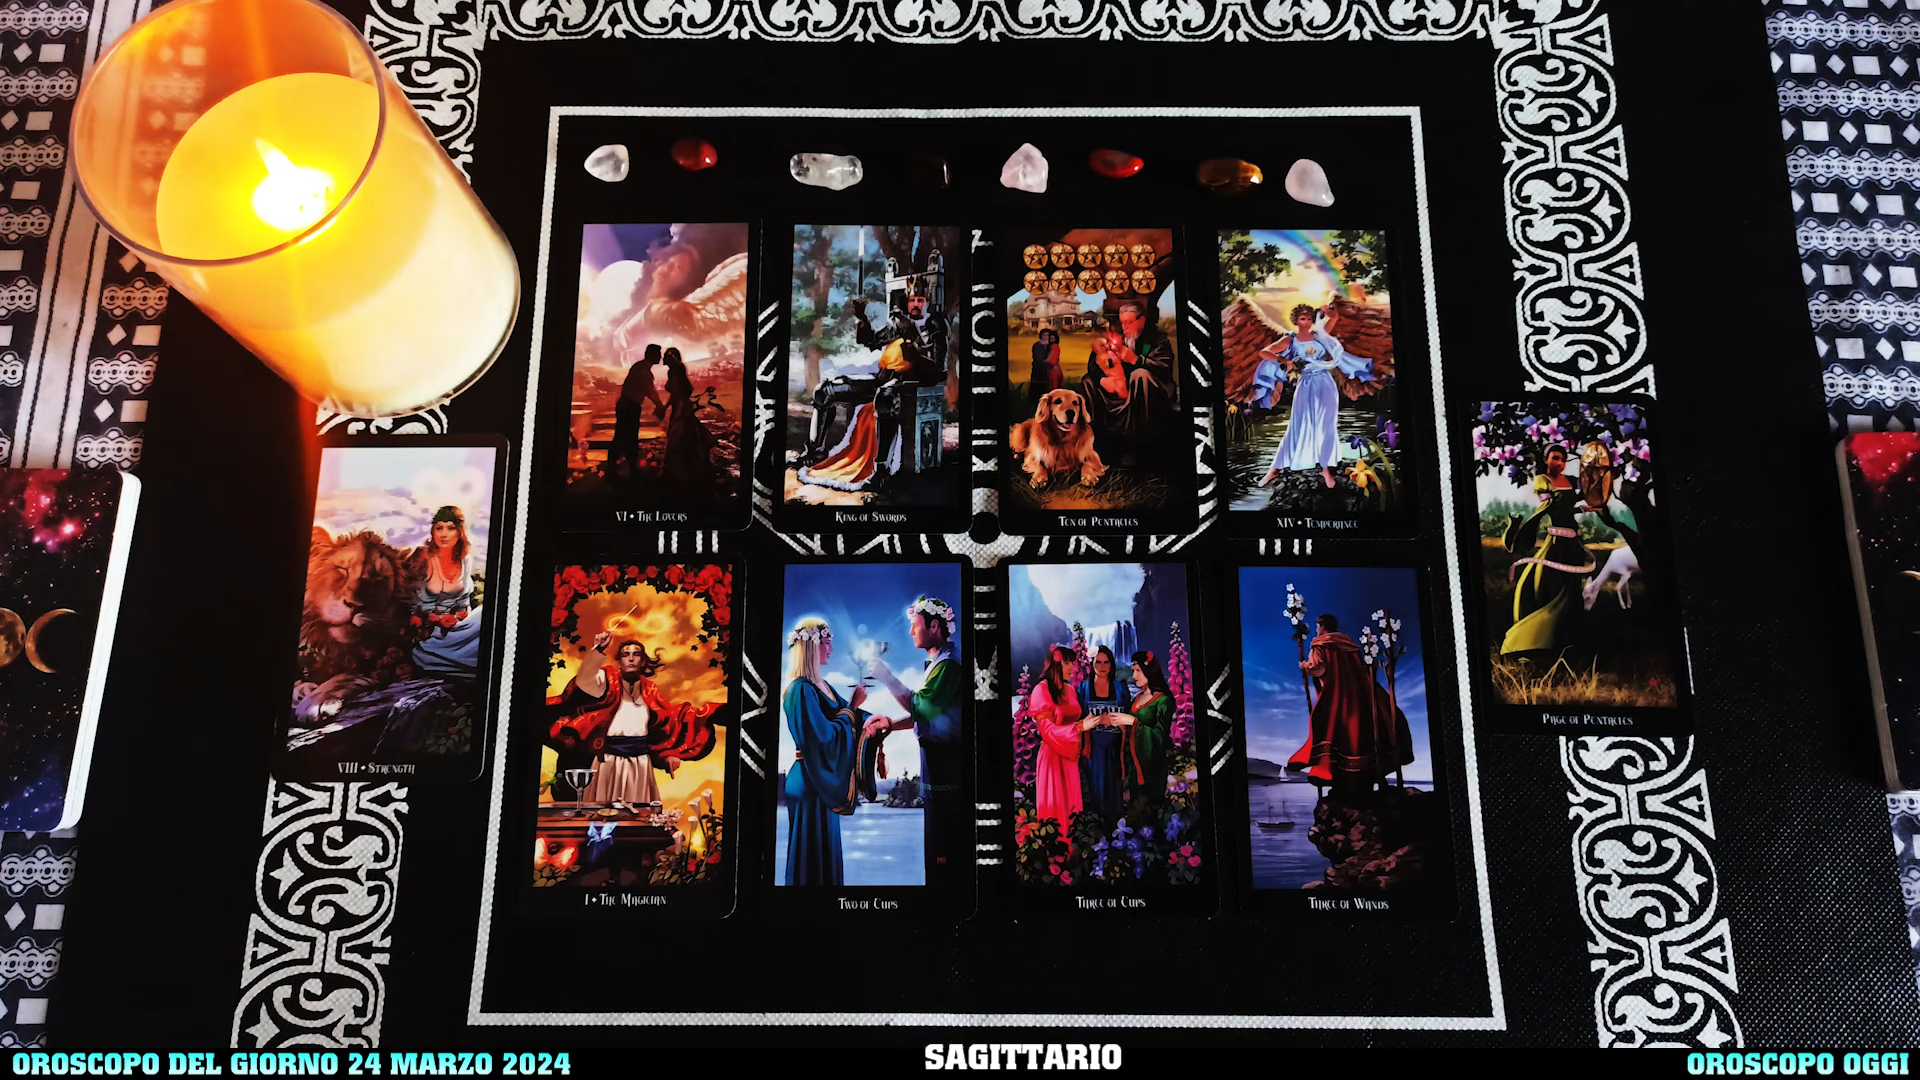 VI • The Lovers
King of Swords
Ten of Pentacles
XIV • Temperance
VIII • Strength
Page of Pentacles
I • The Magician
Two of Cups
Three of Cups
Three of Wands
OROSCOPO DEL GIORNO 24 MARZO 2024
SAGITTARIO
OROSCOPO OGGI